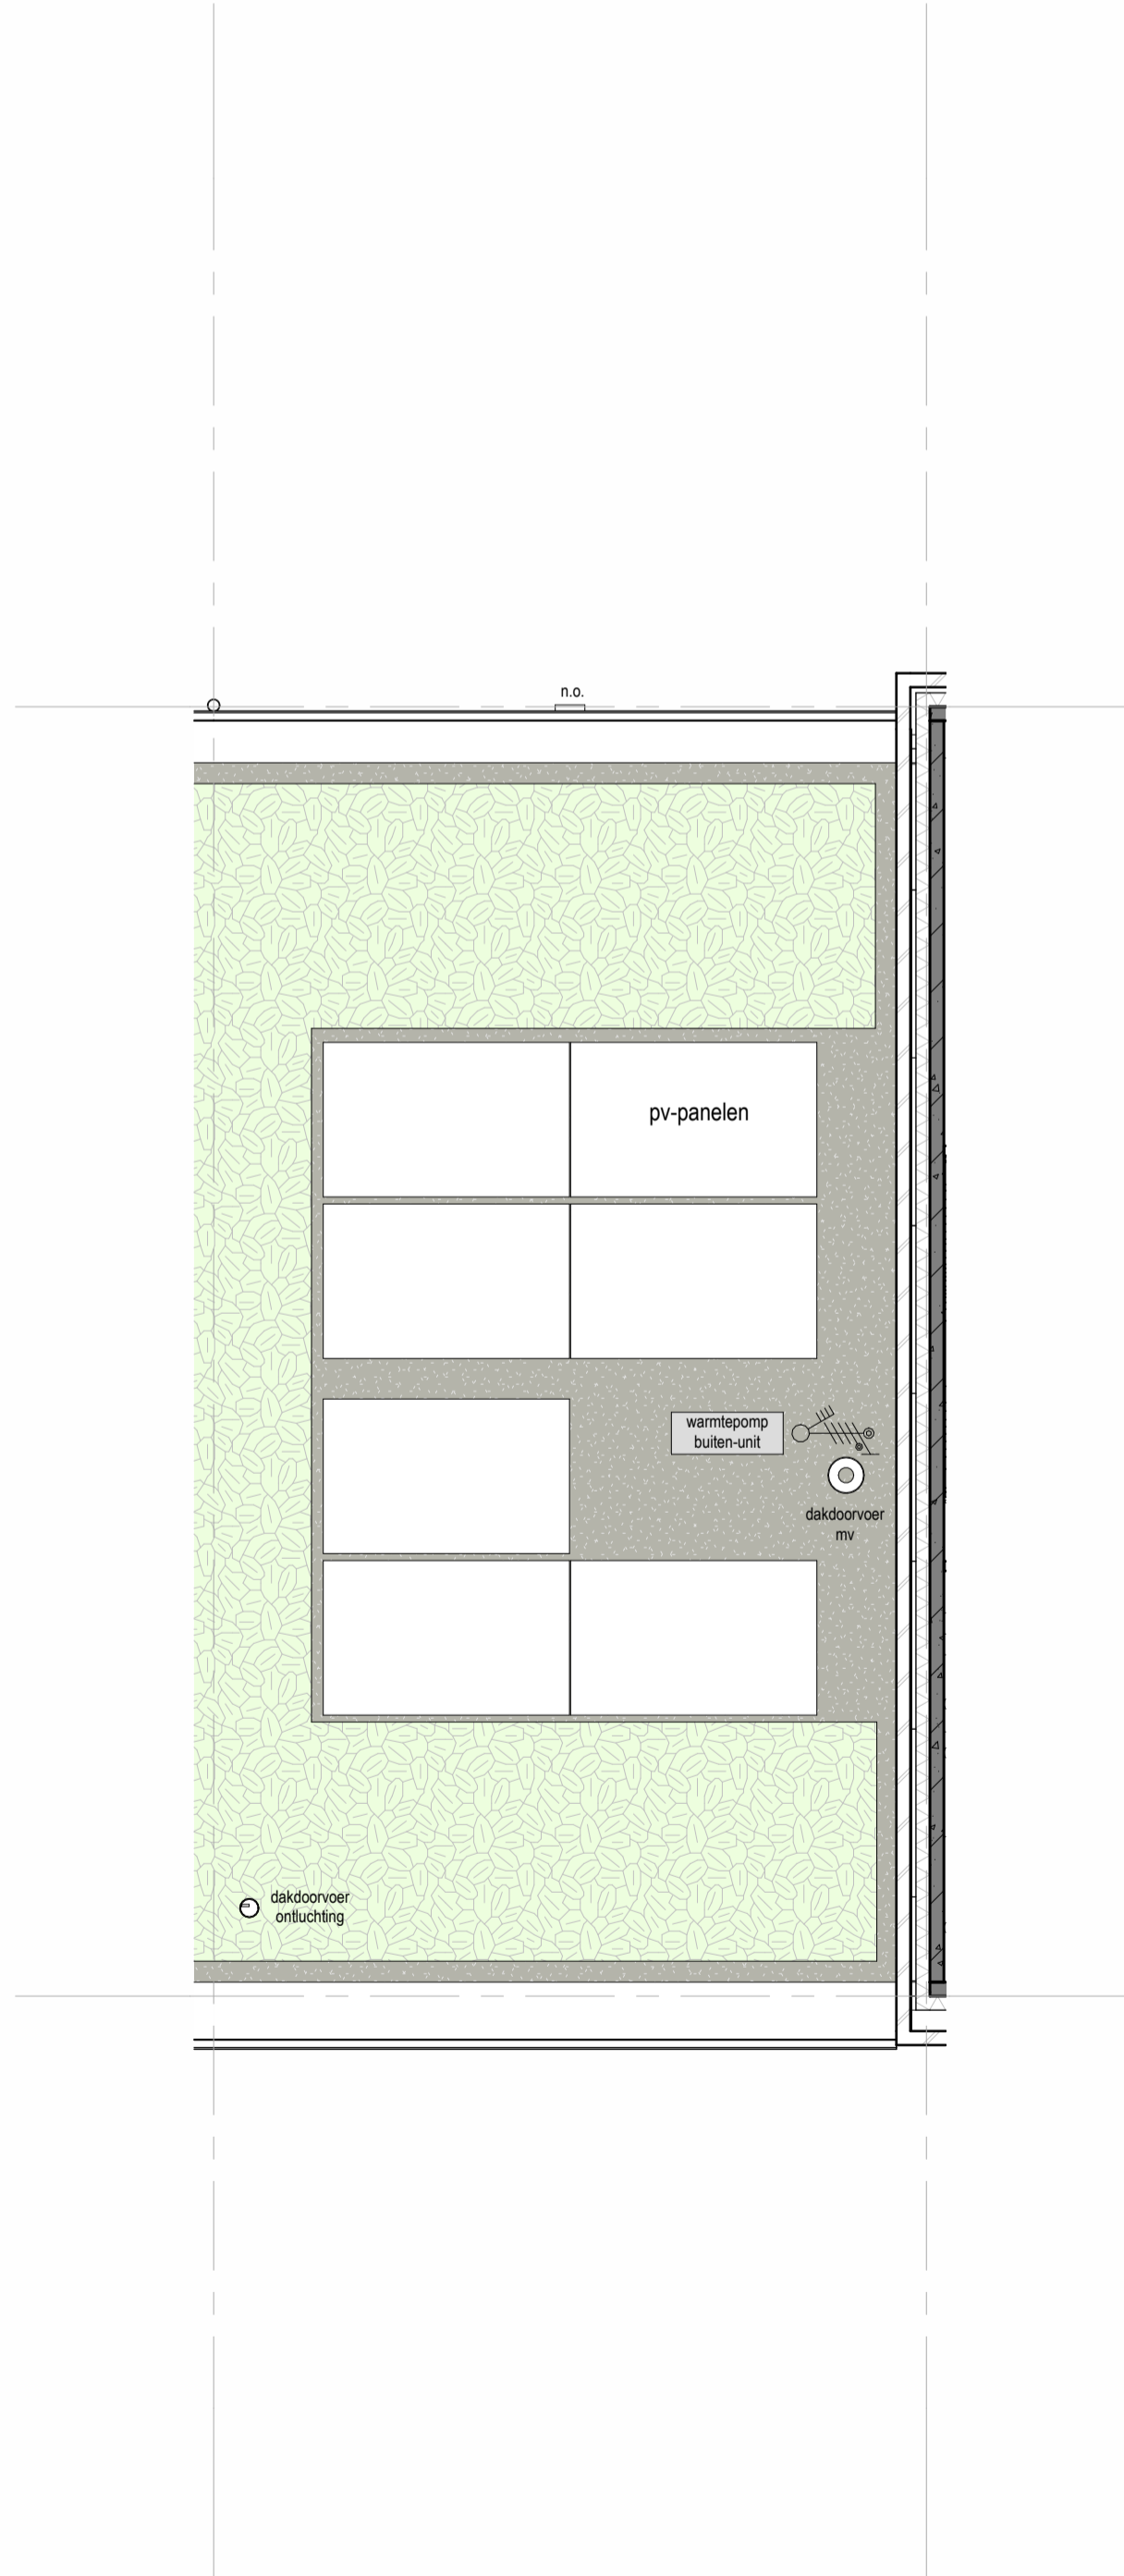 n.o.
pv-panelen
warmtepomp
buiten-unit
dakdoorvoer
mv
dakdoorvoer
ontluchting